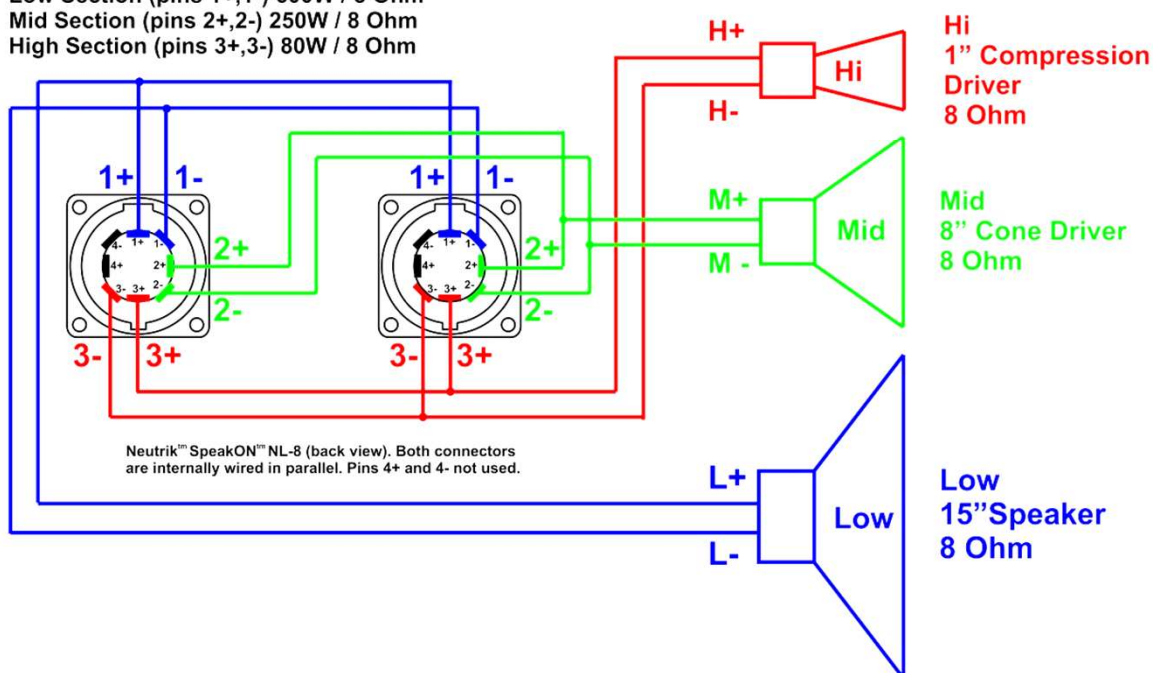 Mid Section (pins 2+,2-) 250W / 8 Ohm
High Section (pins 3+,3-) 80W / 8 Ohm
H+
Hi
H-
Hi
1” Compression
Driver
8 Ohm
1+ 1- 1+ 1-
4- 1+ 1- 4- 1+ 1-
4+ 2+ 4+ 2+
3- 3+ 2- 3- 3+ 2-
2+ 2+
2- 2-
3- 3+ 3- 3+
M+
Mid
M -
Mid
8” Cone Driver
8 Ohm
Neutrik™ SpeakON™ NL-8 (back view). Both connectors
are internally wired in parallel. Pins 4+ and 4- not used.
L+
Low
L-
Low
15”Speaker
8 Ohm